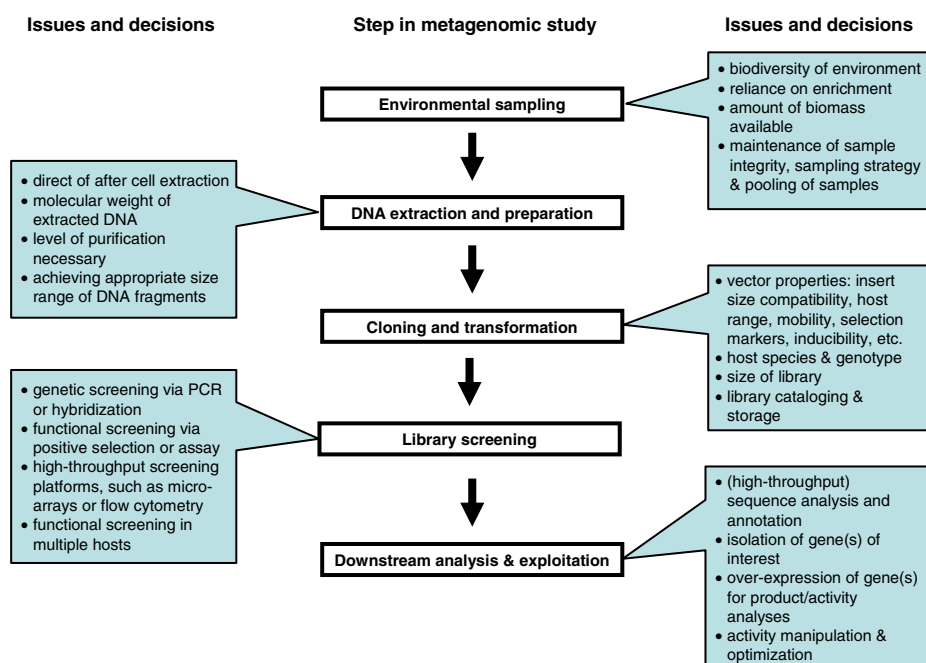 Issues and decisions
Step in metagenomic study
Issues and decisions
Environmental sampling
• biodiversity of environment
• reliance on enrichment
• amount of biomass
available
• maintenance of sample
integrity, sampling strategy
& pooling of samples
• direct of after cell extraction
• molecular weight of
extracted DNA
• level of purification
necessary
• achieving appropriate size
range of DNA fragments
DNA extraction and preparation
Cloning and transformation
• vector properties: insert
size compatibility, host
range, mobility, selection
markers, inducibility, etc.
• host species & genotype
• size of library
• library cataloging &
storage
• genetic screening via PCR
or hybridization
• functional screening via
positive selection or assay
• high-throughput screening
platforms, such as micro-
arrays or flow cytometry
• functional screening in
multiple hosts
Library screening
Downstream analysis & exploitation
• (high-throughput)
sequence analysis and
annotation
• isolation of gene(s) of
interest
• over-expression of gene(s)
for product/activity
analyses
• activity manipulation &
optimization